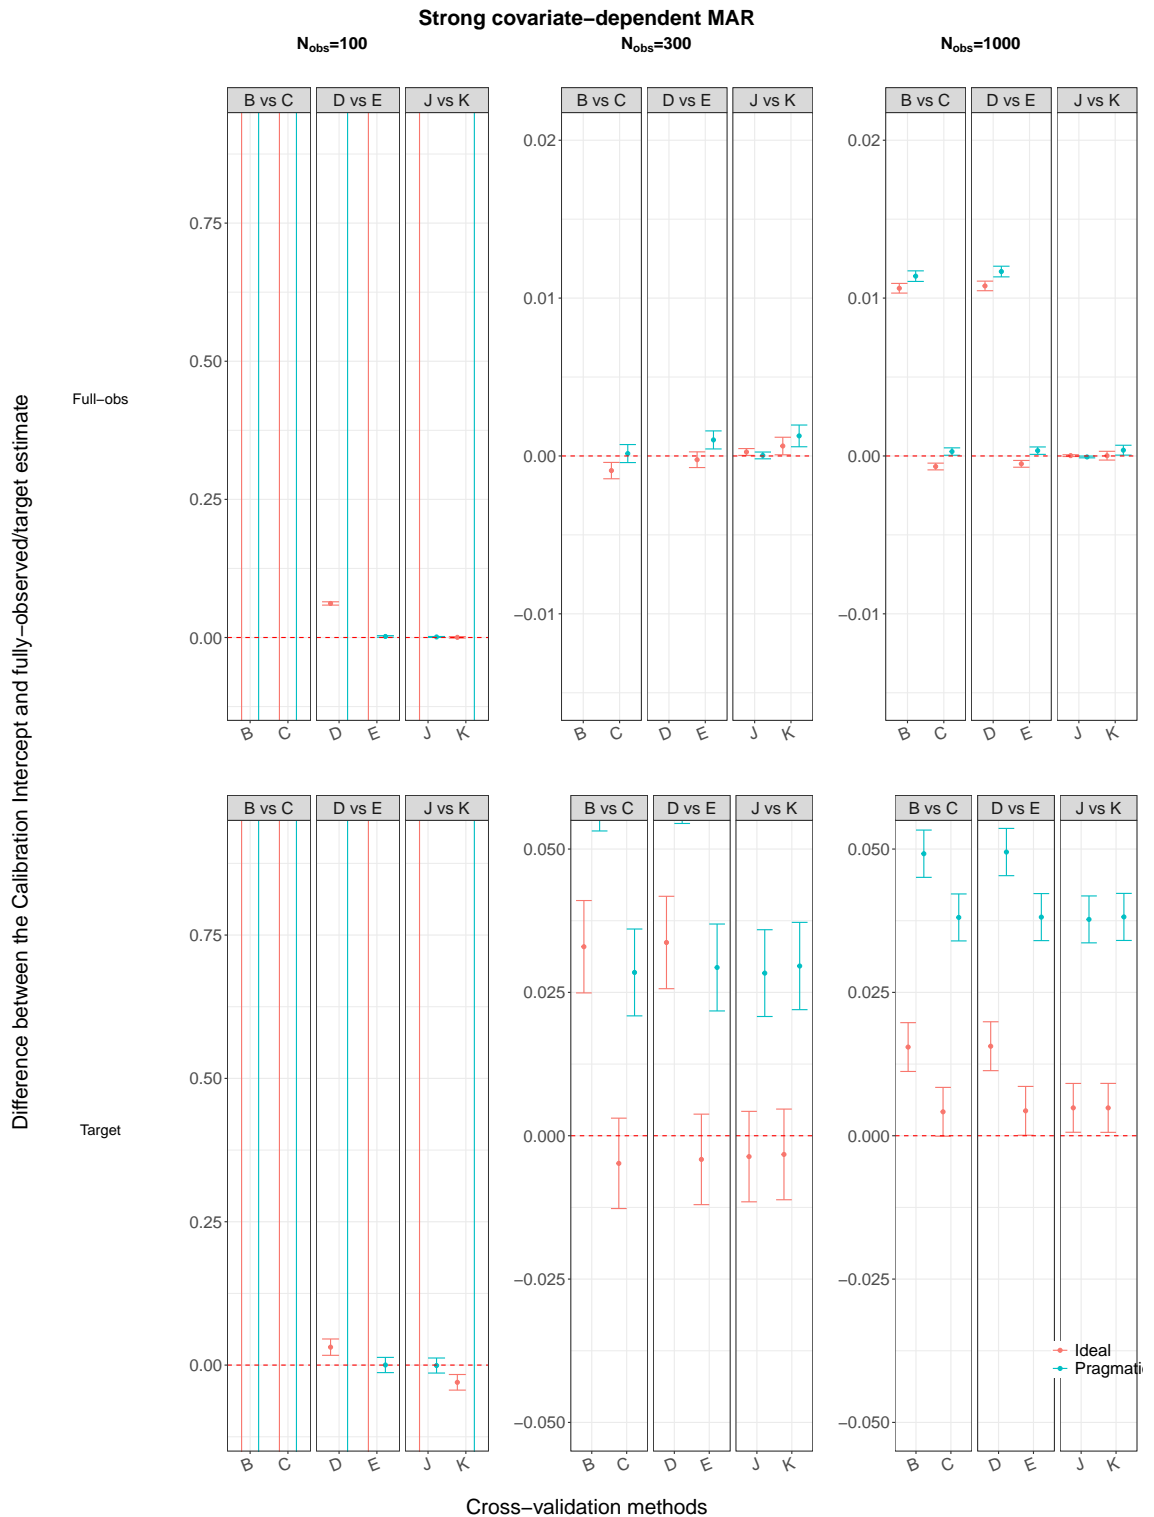 Strong covariate−dependent MAR
Nobs=100 Nobs=300 Nobs=1000
Difference between the Calibration Intercept and fully−observed/target estimate
Full−obs
B vs C D vs E J vs K
0.75
0.50
0.25
0.00
B C D E J K
B vs C D vs E J vs K
0.02
0.01
0.00
−0.01
B C D E J K
B vs C D vs E J vs K
0.02
0.01
0.00
−0.01
B C D E J K
Target
B vs C D vs E J vs K
0.75
0.50
0.25
0.00
B C D E J K
B vs C D vs E J vs K
0.050
0.025
0.000
−0.025
−0.050
B C D E J K
B vs C D vs E J vs K
0.050
0.025
0.000
−0.025
−0.050
B C D E J K
Ideal
Pragmati
Cross−validation methods